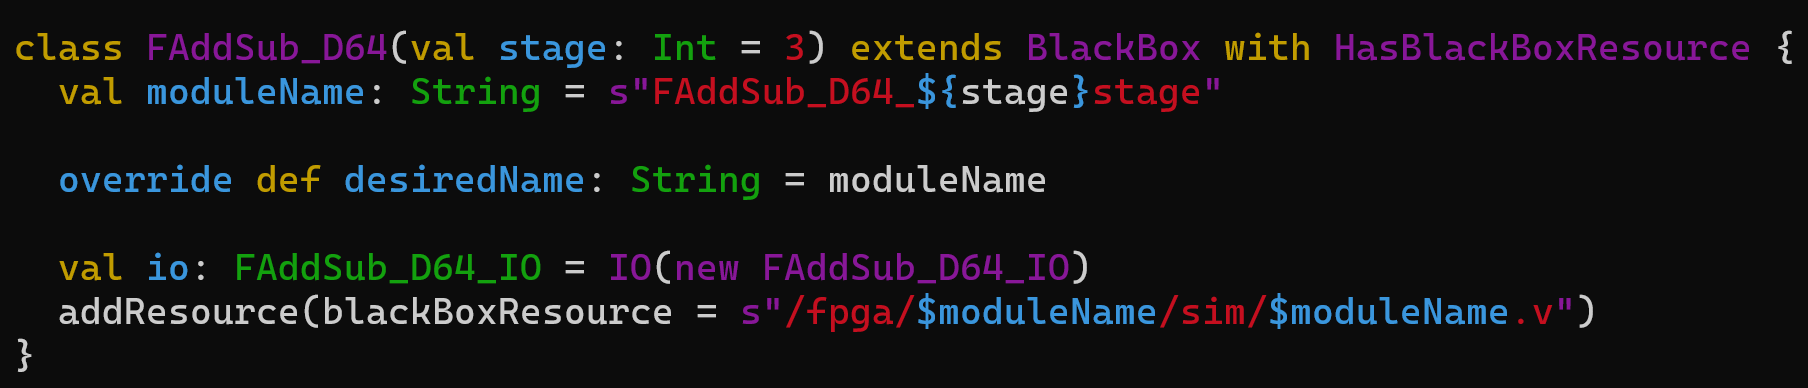 class FAddSub_D64(val stage: Int = 3) extends BlackBox with HasBlackBoxResource {
  val moduleName: String = s"FAddSub_D64_${stage}stage"
  override def desiredName: String = moduleName
  val io: FAddSub_D64_IO = IO(new FAddSub_D64_IO)
  addResource(blackBoxResource = s"/fpga/$moduleName/sim/$moduleName.v")
}